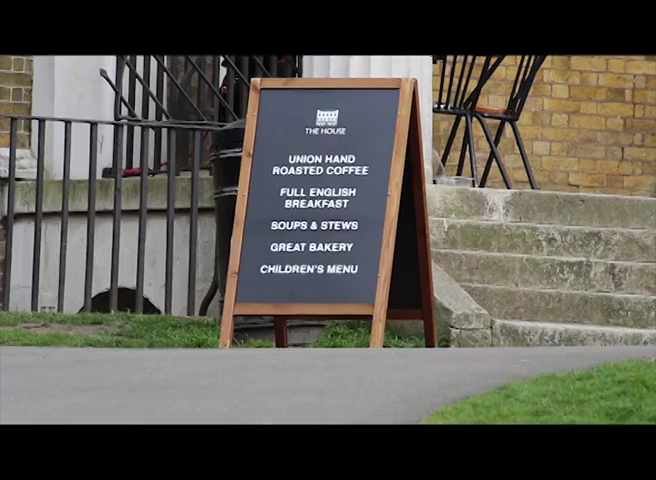 THE HOUSE
UNION HAND
ROASTED COFFEE
FULL ENGLISH
BREAKFAST
SOUPS & STEWS
GREAT BAKERY
CHILDREN'S MENU